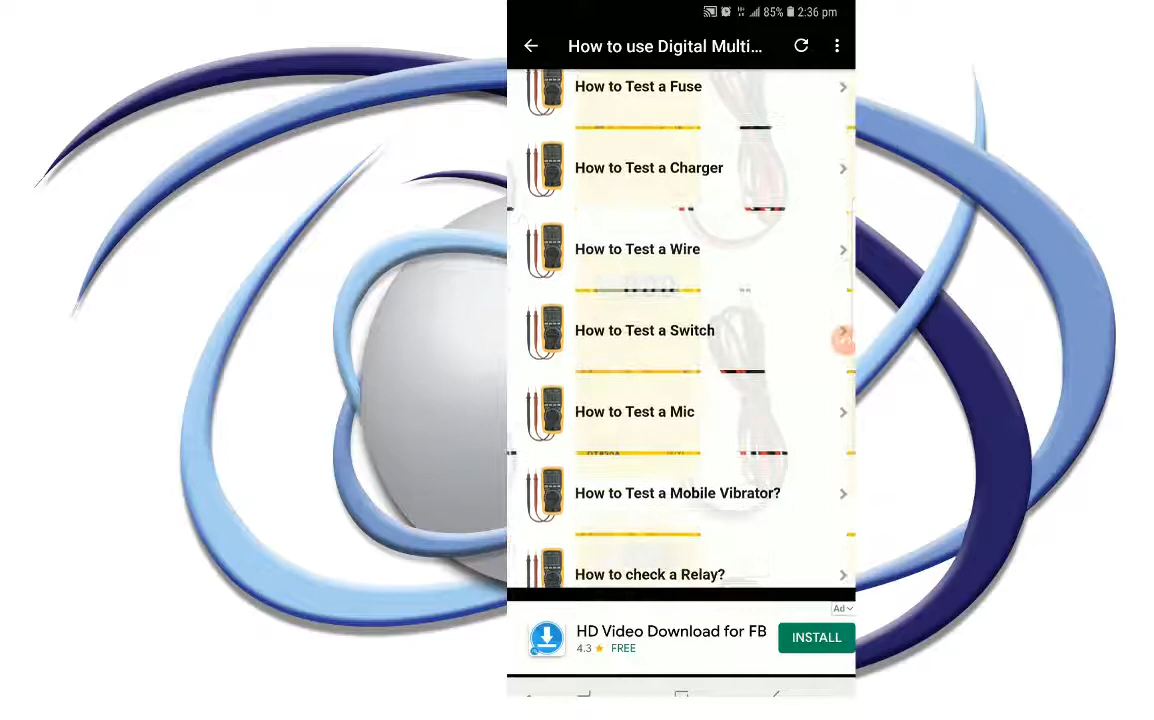 85% 2:36 pm
How to use Digital Multi...
How to Test a Fuse
How to Test a Charger
How to Test a Wire
How to Test a Switch
How to Test a Mic
How to Test a Mobile Vibrator?
How to check a Relay?
Ad
HD Video Download for FB
4.3 ★ FREE
INSTALL